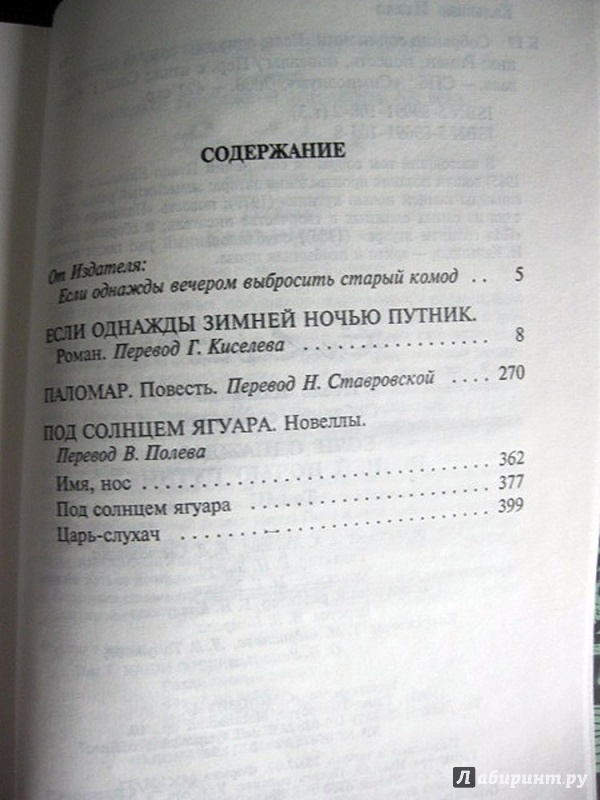 СОДЕРЖАНИЕ
От Издателя:
Если однажды вечером выбросить старый комод . . 5
ЕСЛИ ОДНАЖДЫ ЗИМНЕЙ НОЧЬЮ ПУТНИК.
Роман. Перевод Г. Киселева . . . . . . . . . . . . . 8
ПАЛОМАР. Повесть. Перевод Н. Ставровской . . . . 270
ПОД СОЛНЦЕМ ЯГУАРА. Новеллы.
Перевод В. Полева
Имя, нос . . . . . . . . . . . . . . . . . . . . . . . . 362
Под солнцем ягуара . . . . . . . . . . . . . . . . . 377
Царь-слухач . . . . . . . . . . . . . . . . . . . . . . 399
Лабиринт.ру